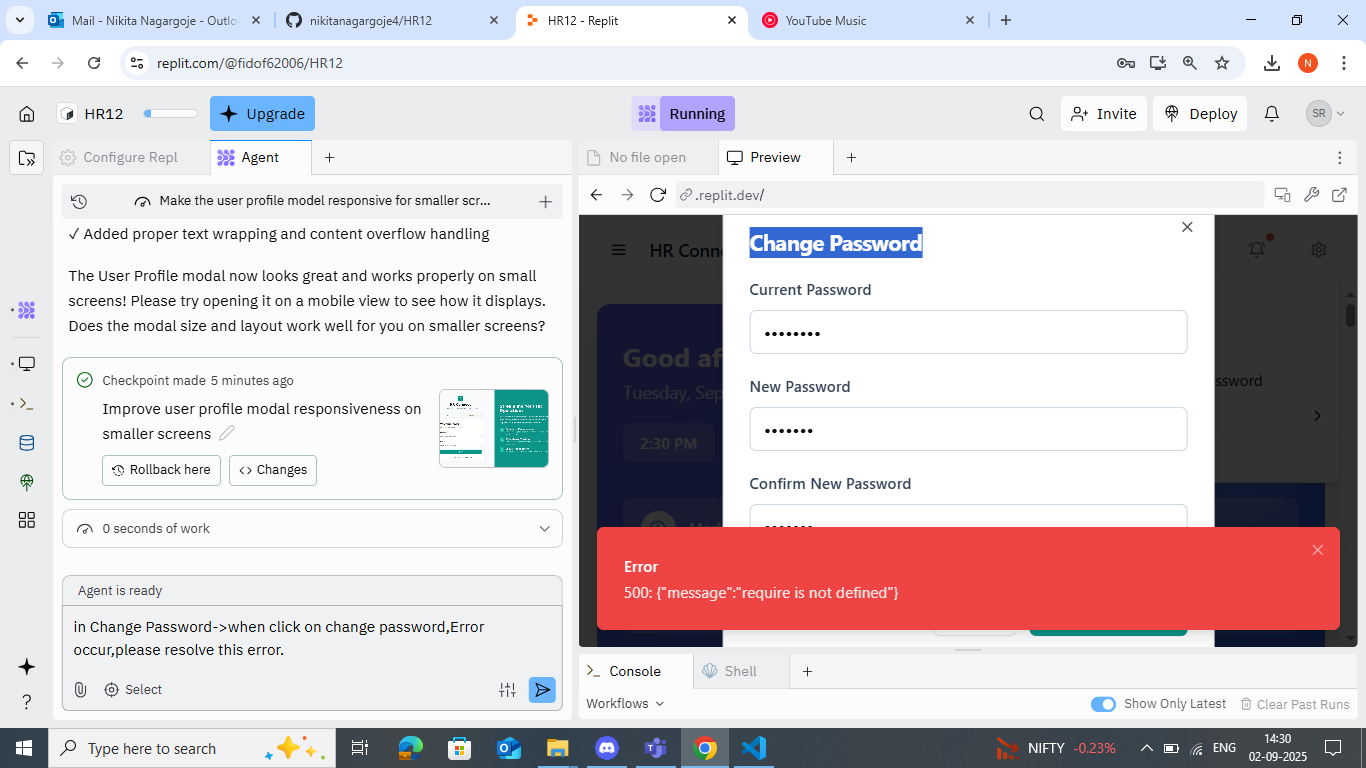 Mail - Nikita Nagargoje - Outlo
nikitanagargoje4/HR12
HR12 - Replit
YouTube Music
replit.com/@fidof62006/HR12
N
HR12
Upgrade
Running
Invite
Deploy
SR
Configure Repl
Agent
No file open
Preview
Make the user profile model responsive for smaller scr...
.replit.dev/
✓ Added proper text wrapping and content overflow handling
The User Profile modal now looks great and works properly on small
screens! Please try opening it on a mobile view to see how it displays.
Does the modal size and layout work well for you on smaller screens?
Checkpoint made 5 minutes ago
Improve user profile modal responsiveness on
smaller screens
Rollback here
Changes
0 seconds of work
Agent is ready
in Change Password->when click on change password,Error
occur,please resolve this error.
Select
HR Conne
Change Password
Current Password
••••••••
New Password
•••••••
Confirm New Password
Good af
Tuesday, Sep
2:30 PM
ssword
Error
500: {"message":"require is not defined"}
Console
Shell
Workflows
Show Only Latest
Clear Past Runs
Type here to search
NIFTY -0.23%
ENG
14:30
02-09-2025